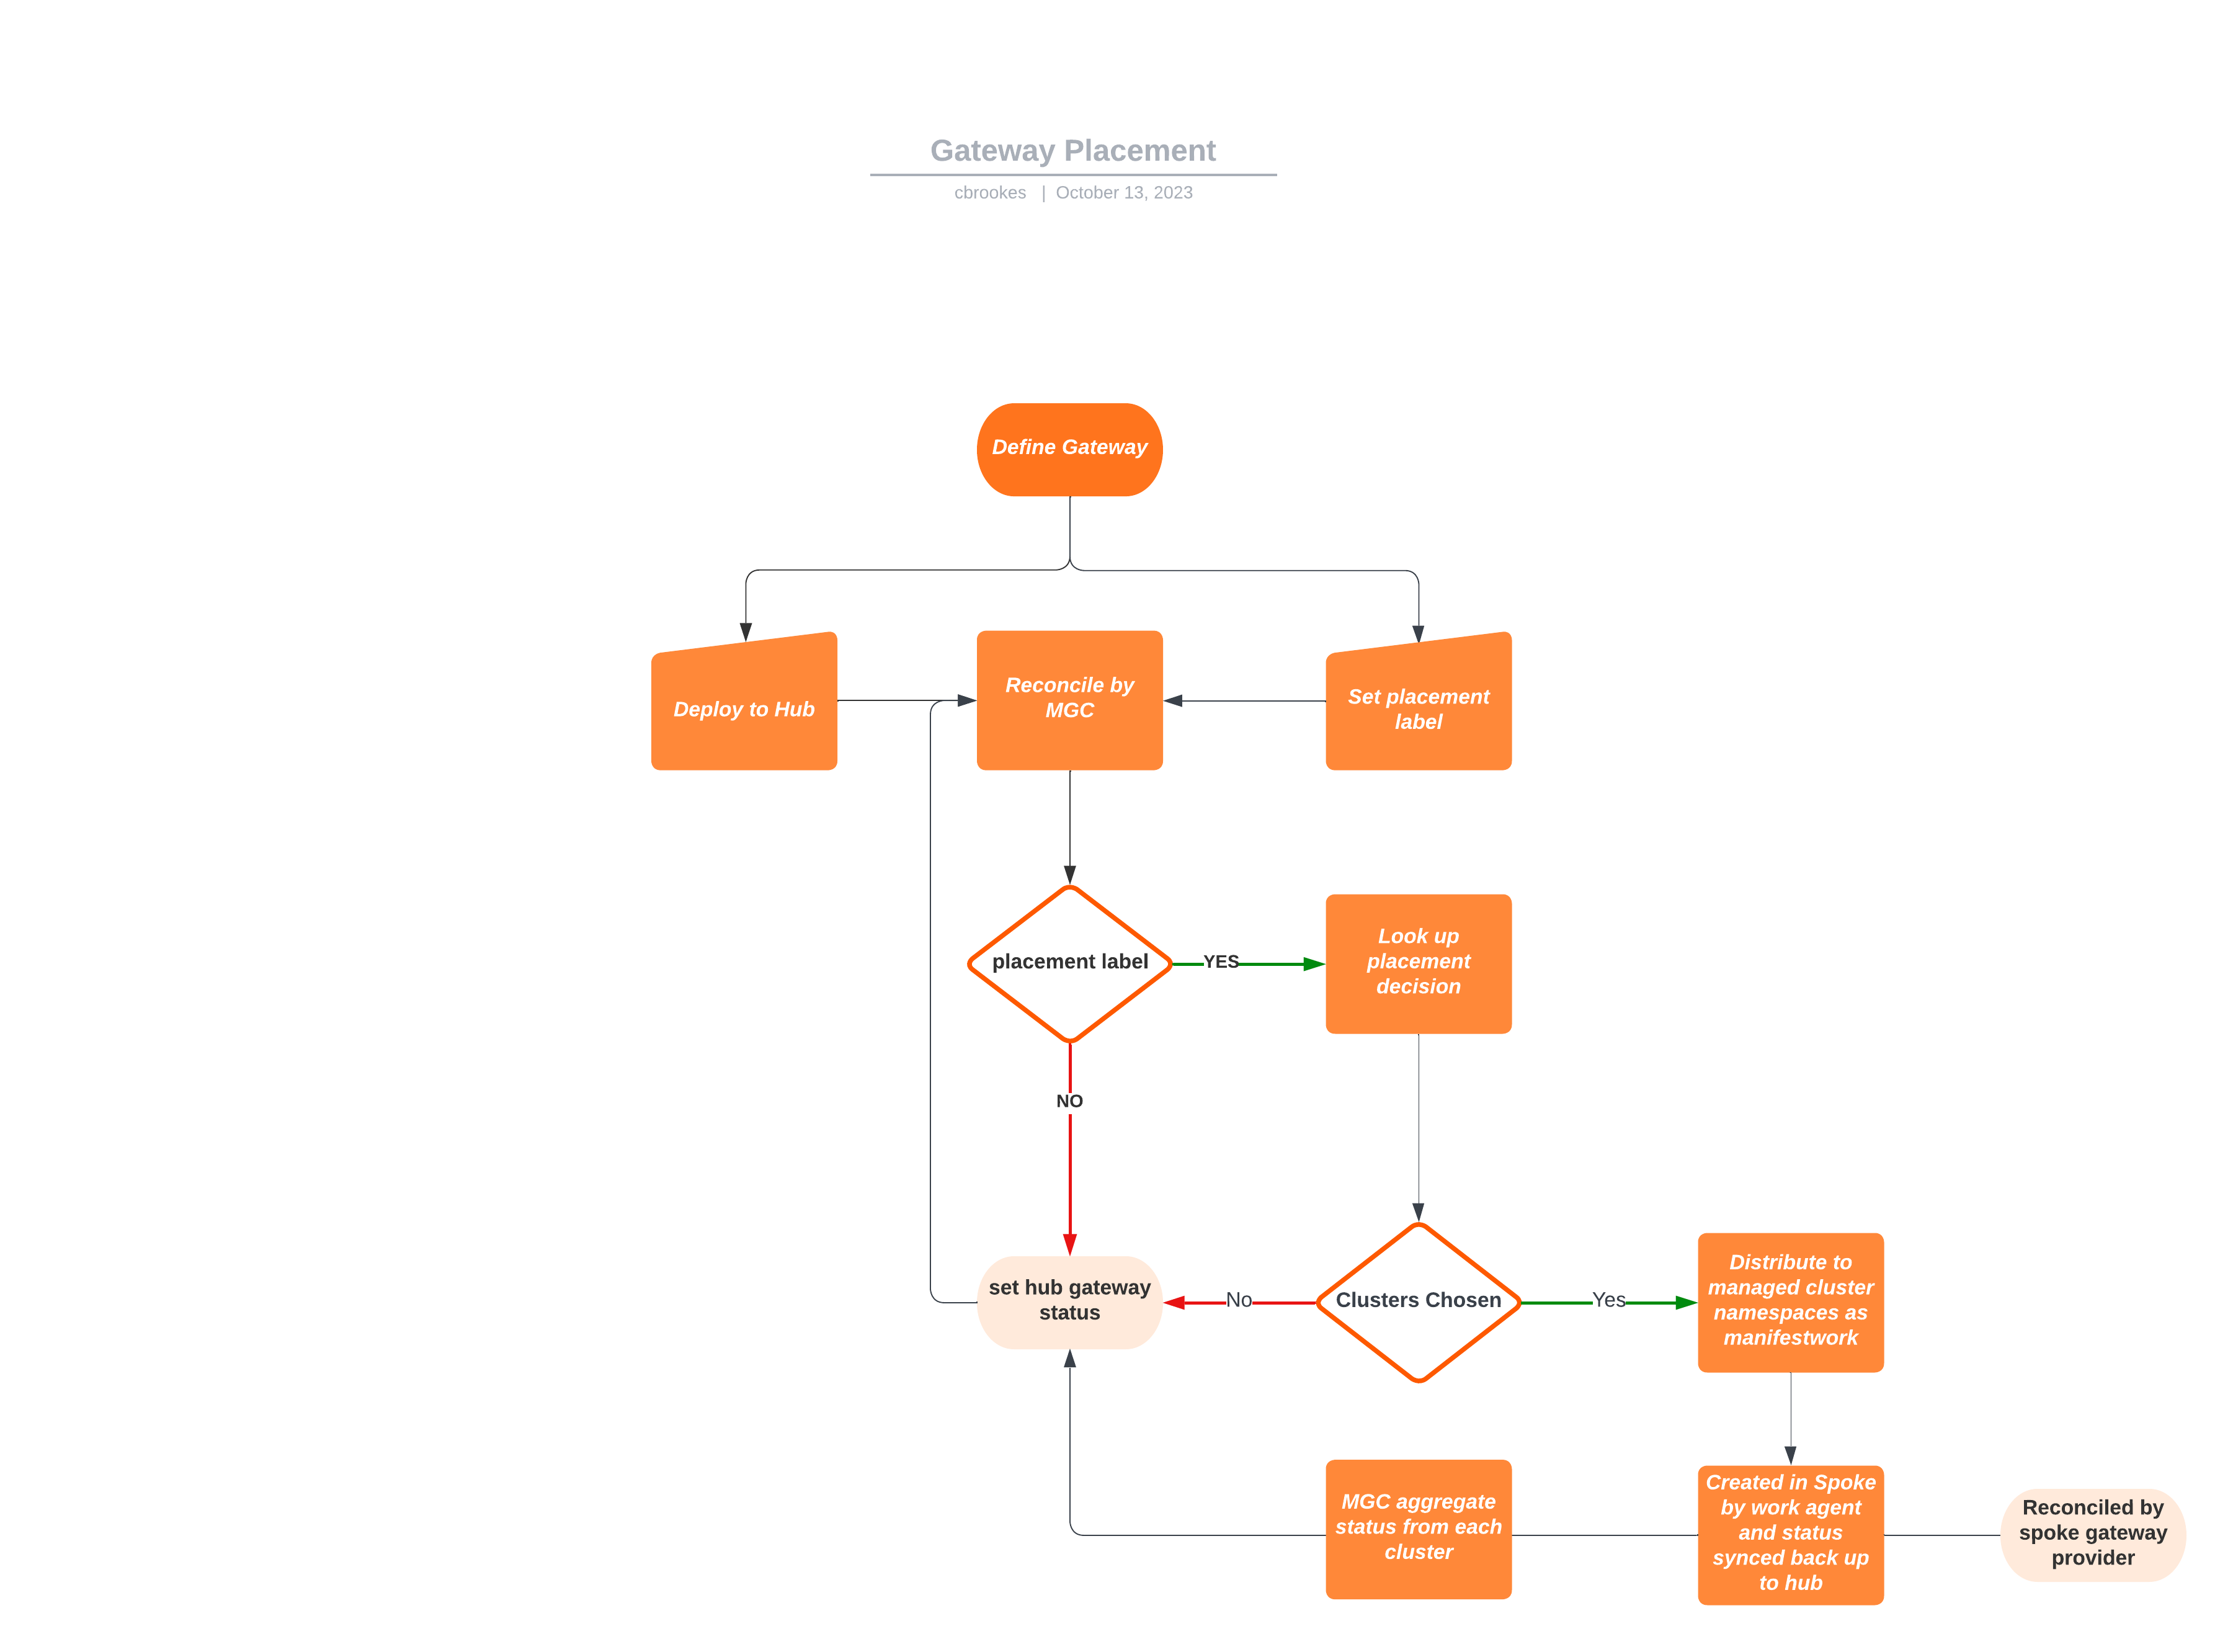 Gateway Placement
cbrookes | October 13, 2023
Define Gateway
Deploy to Hub
Reconcile by
MGC
Set placement
label
placement label
YES
Look up
placement
decision
NO
set hub gateway
status
No
Clusters Chosen
Yes
Distribute to
managed cluster
namespaces as
manifestwork
MGC aggregate
status from each
cluster
Created in Spoke
by work agent
and status
synced back up
to hub
Reconciled by
spoke gateway
provider